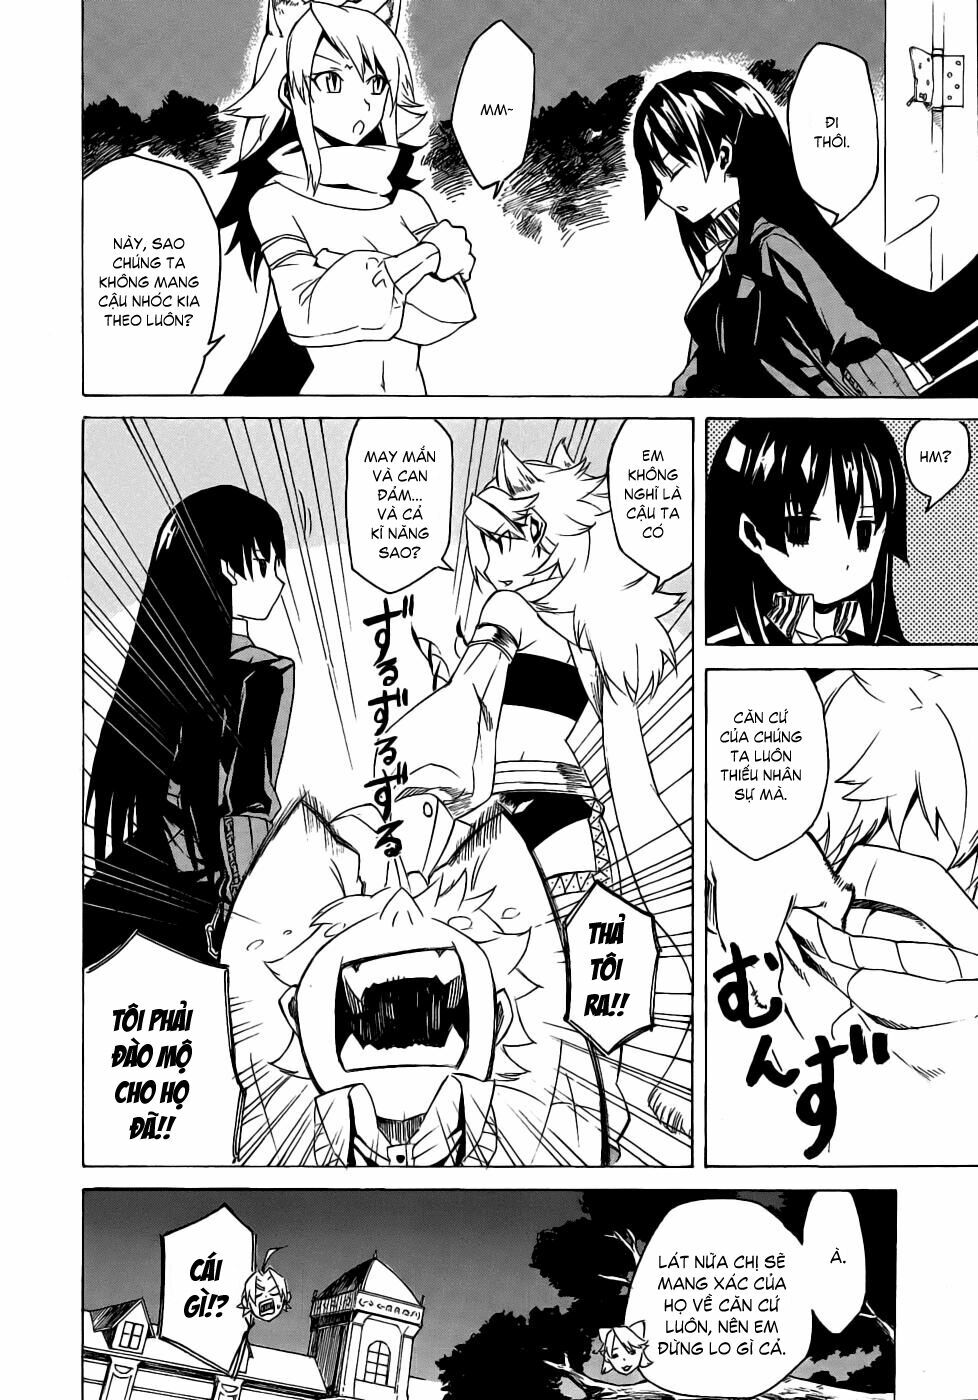 ĐI
THÔI.
MM~
NÀY, SAO
CHÚNG TA
KHÔNG MANG
CẬU NHÓC KIA
THEO LUÔN?
HM?
EM
KHÔNG
NGHĨ LÀ
CẬU TA
CÓ
MAY MẮN
VÀ CAN
ĐẢM...
VÀ CẢ
KĨ NĂNG
SAO?
ずるずるずる
CĂN CỨ
CỦA CHÚNG
TA LUÔN
THIẾU NHÂN
SỰ MÀ.
むんず
THẢ
TÔI
RA!!
TÔI PHẢI
ĐÀO MỘ
CHO HỌ
ĐÃ!!
À.
LÁT NỮA CHỊ SẼ
MANG XÁC CỦA
HỌ VỀ CĂN CỨ
LUÔN, NÊN EM
ĐỪNG LO GÌ CẢ.
CÁI
GÌ!?